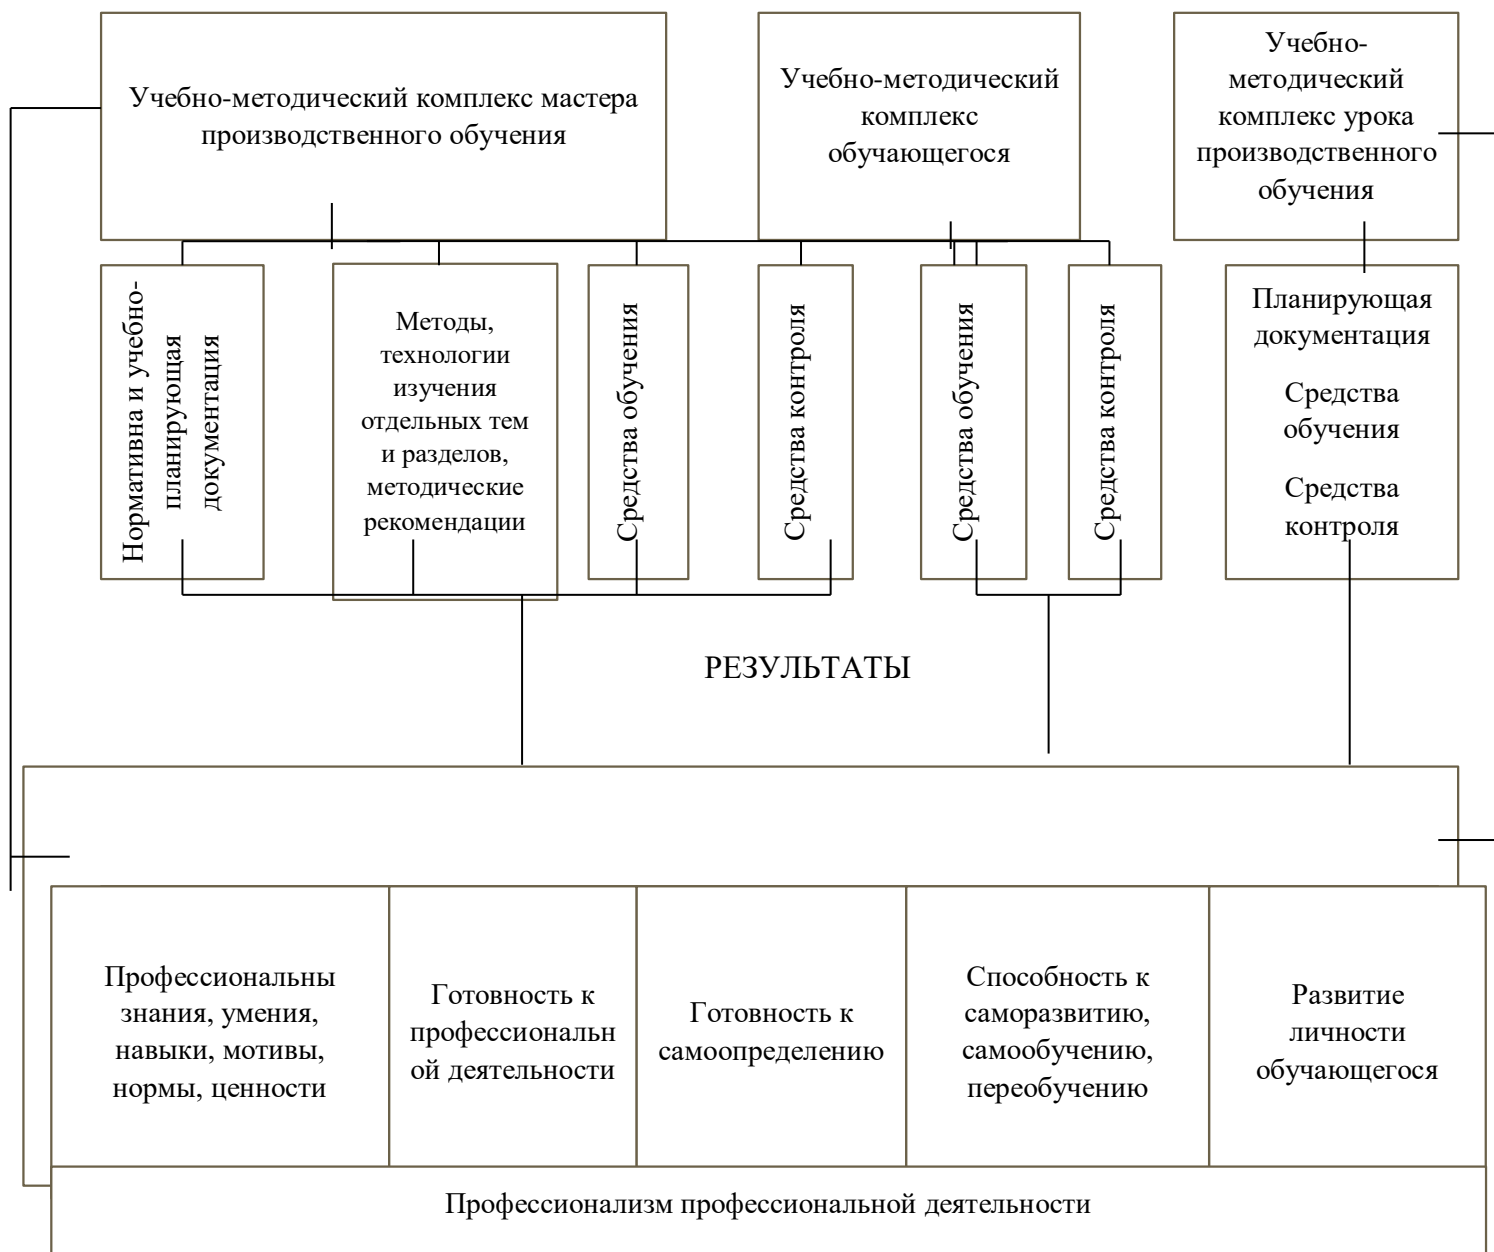 Учебно-методический комплекс мастера
производственного обучения
Учебно-методический
комплекс
обучающегося
Учебно-
методический
комплекс урока
производственного
обучения
Нормативна и учебно-
планирующая
документация
Методы,
технологии
изучения
отдельных тем
и разделов,
методические
рекомендации
Средства обучения
Средства контроля
Средства обучения
Средства контроля
Планирующая
документация
Средства
обучения
Средства
контроля
РЕЗУЛЬТАТЫ
Профессиональны
знания, умения,
навыки, мотивы,
нормы, ценности
Готовность к
профессиональн
ой деятельности
Готовность к
самоопределению
Способность к
саморазвитию,
самообучению,
переобучению
Развитие
личности
обучающегося
Профессионализм профессиональной деятельности